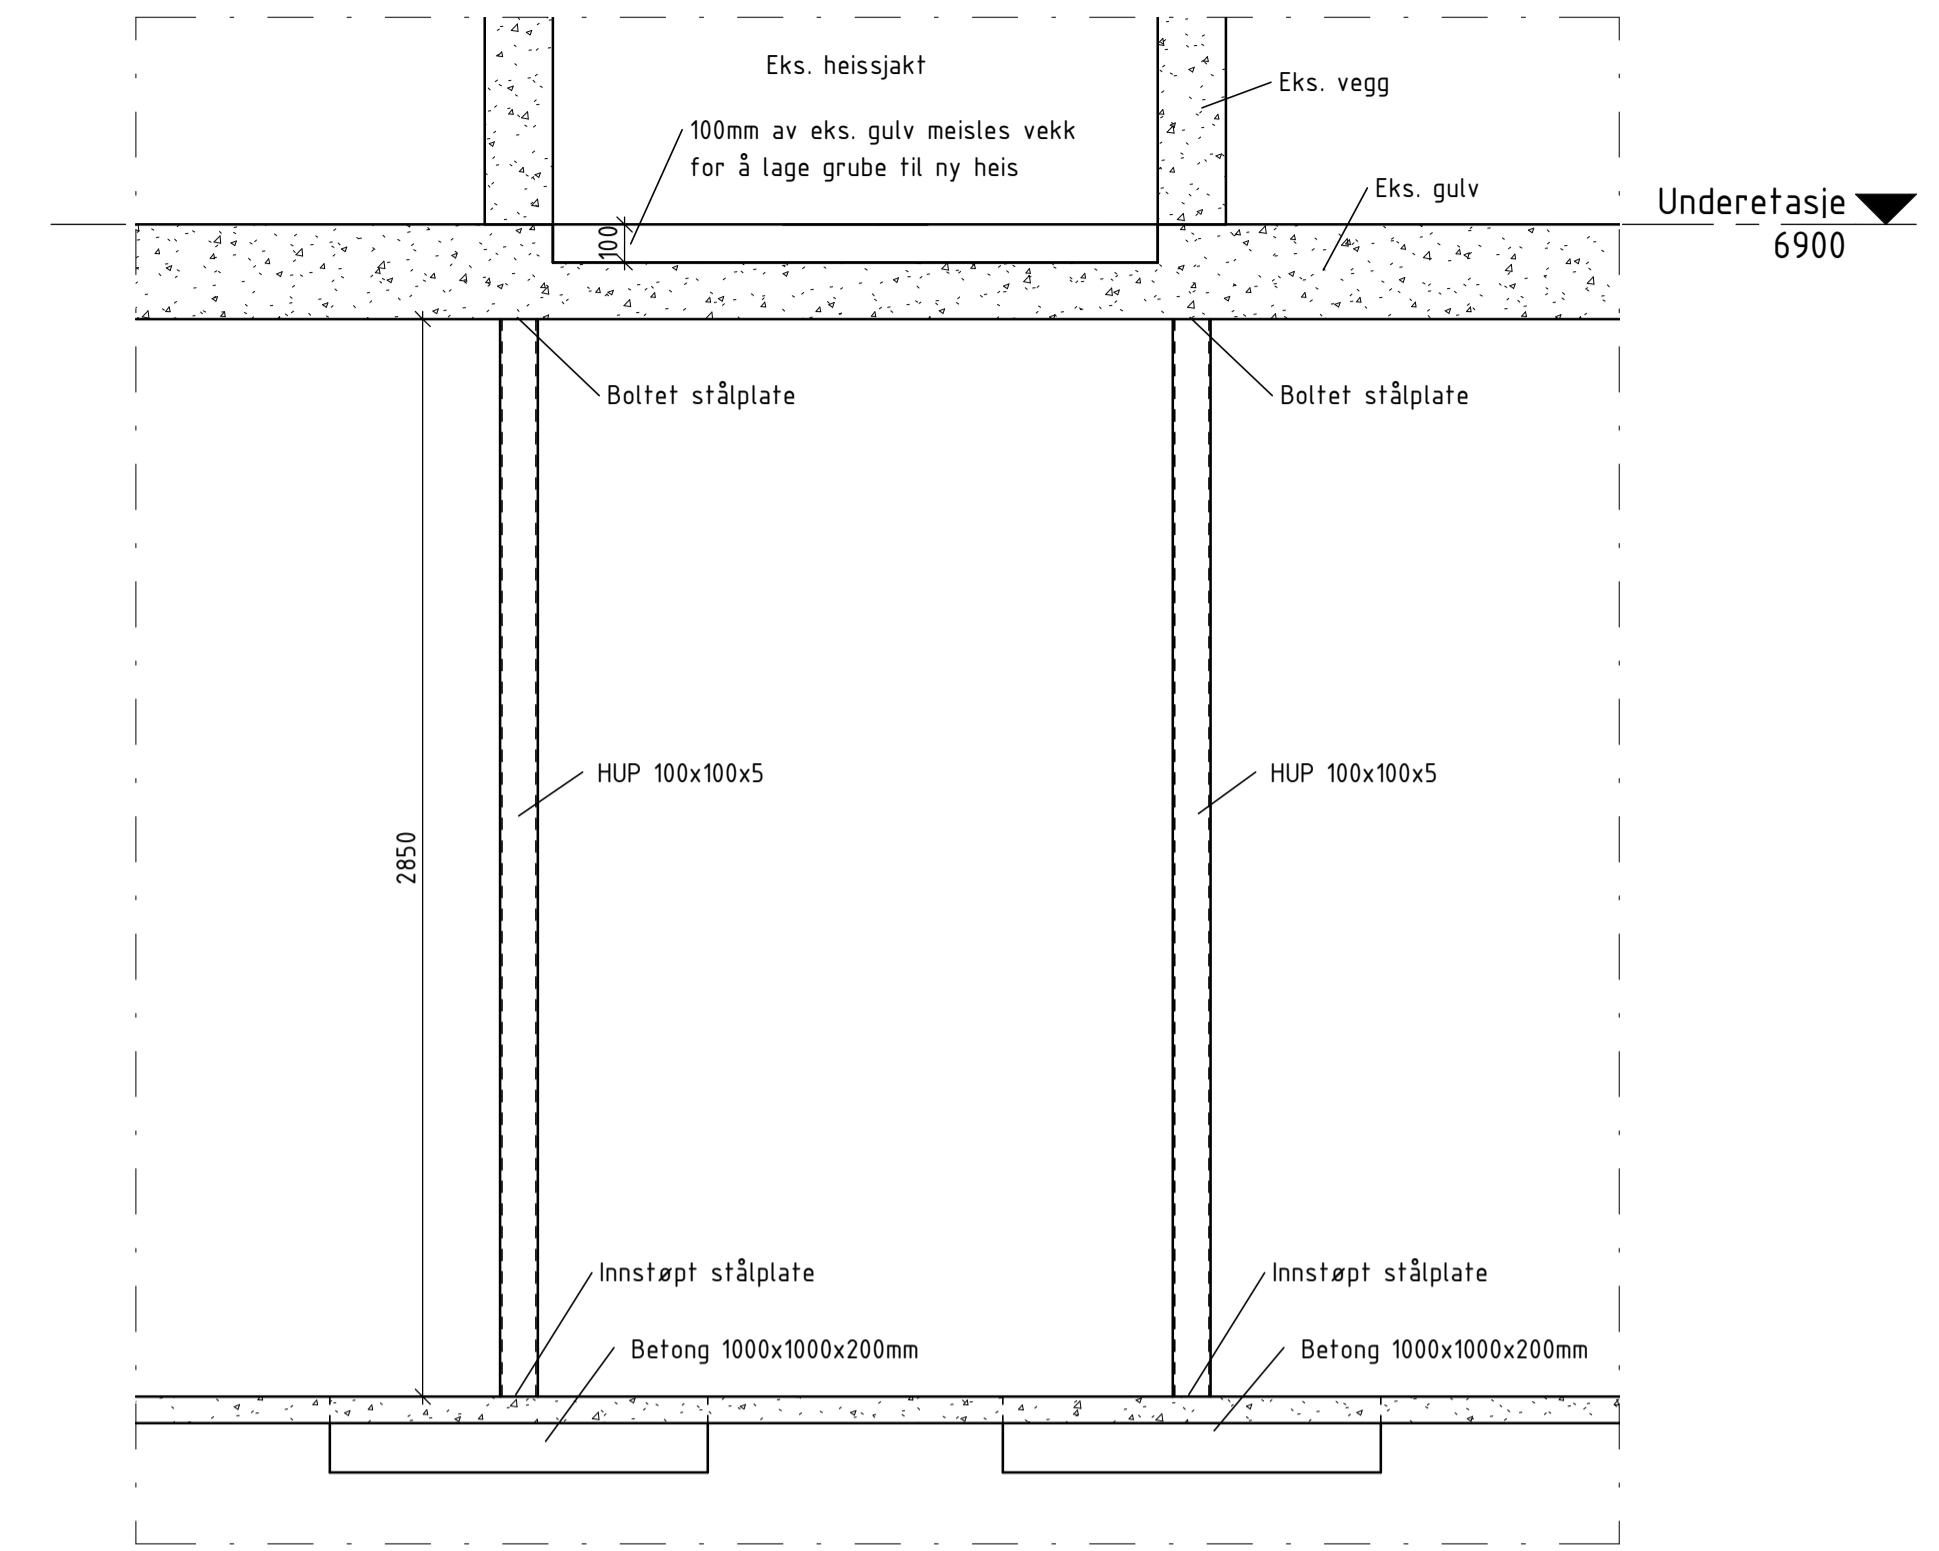 Eks. heissjakt
Eks. vegg
100mm av eks. gulv meisles vekk
for å lage grube til ny heis
Eks. gulv
Underetasje
6900
100
Boltet stålplate
Boltet stålplate
HUP 100x100x5
HUP 100x100x5
2850
Innstøpt stålplate
Innstøpt stålplate
Betong 1000x1000x200mm
Betong 1000x1000x200mm